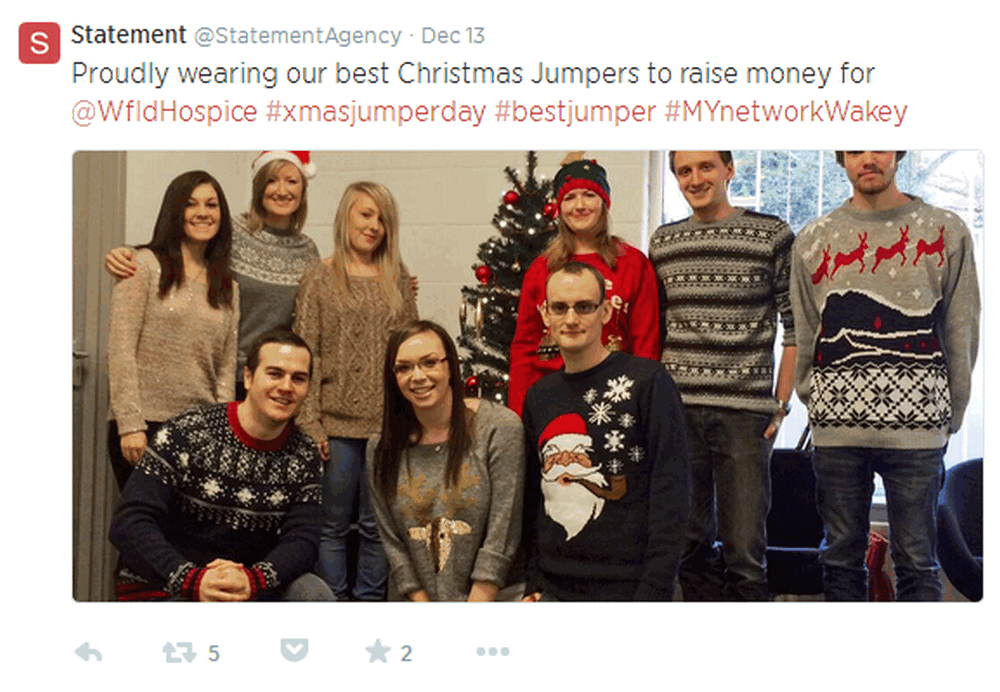 S
Statement @StatementAgency · Dec 13
Proudly wearing our best Christmas Jumpers to raise money for
@WfldHospice #xmasjumperday #bestjumper #MYnetworkWakey
5
2